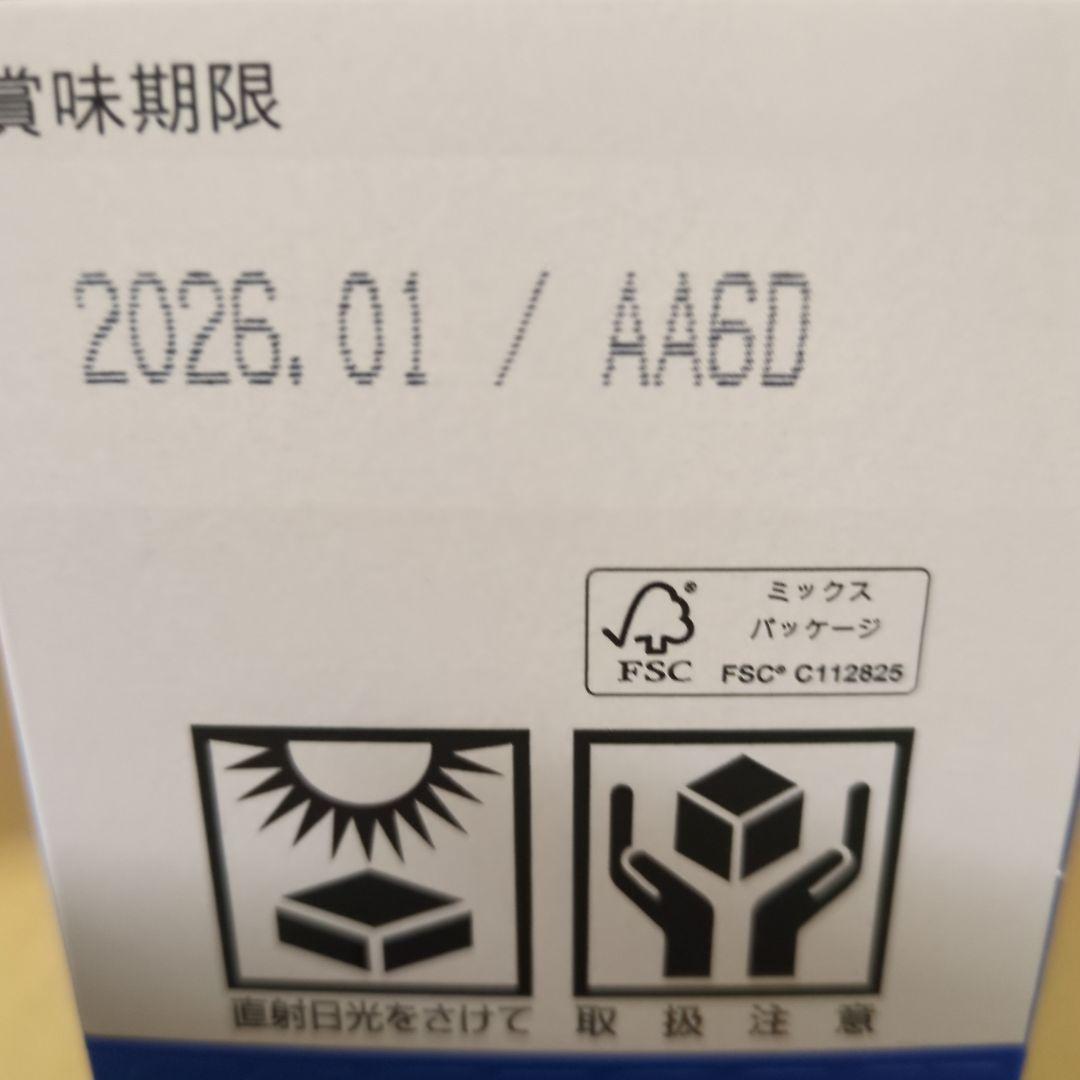 賞味期限
2026.01 / AA6D
ミックス
パッケージ
FSC® C112825
®
FSC
直射日光をさけて
取扱注意